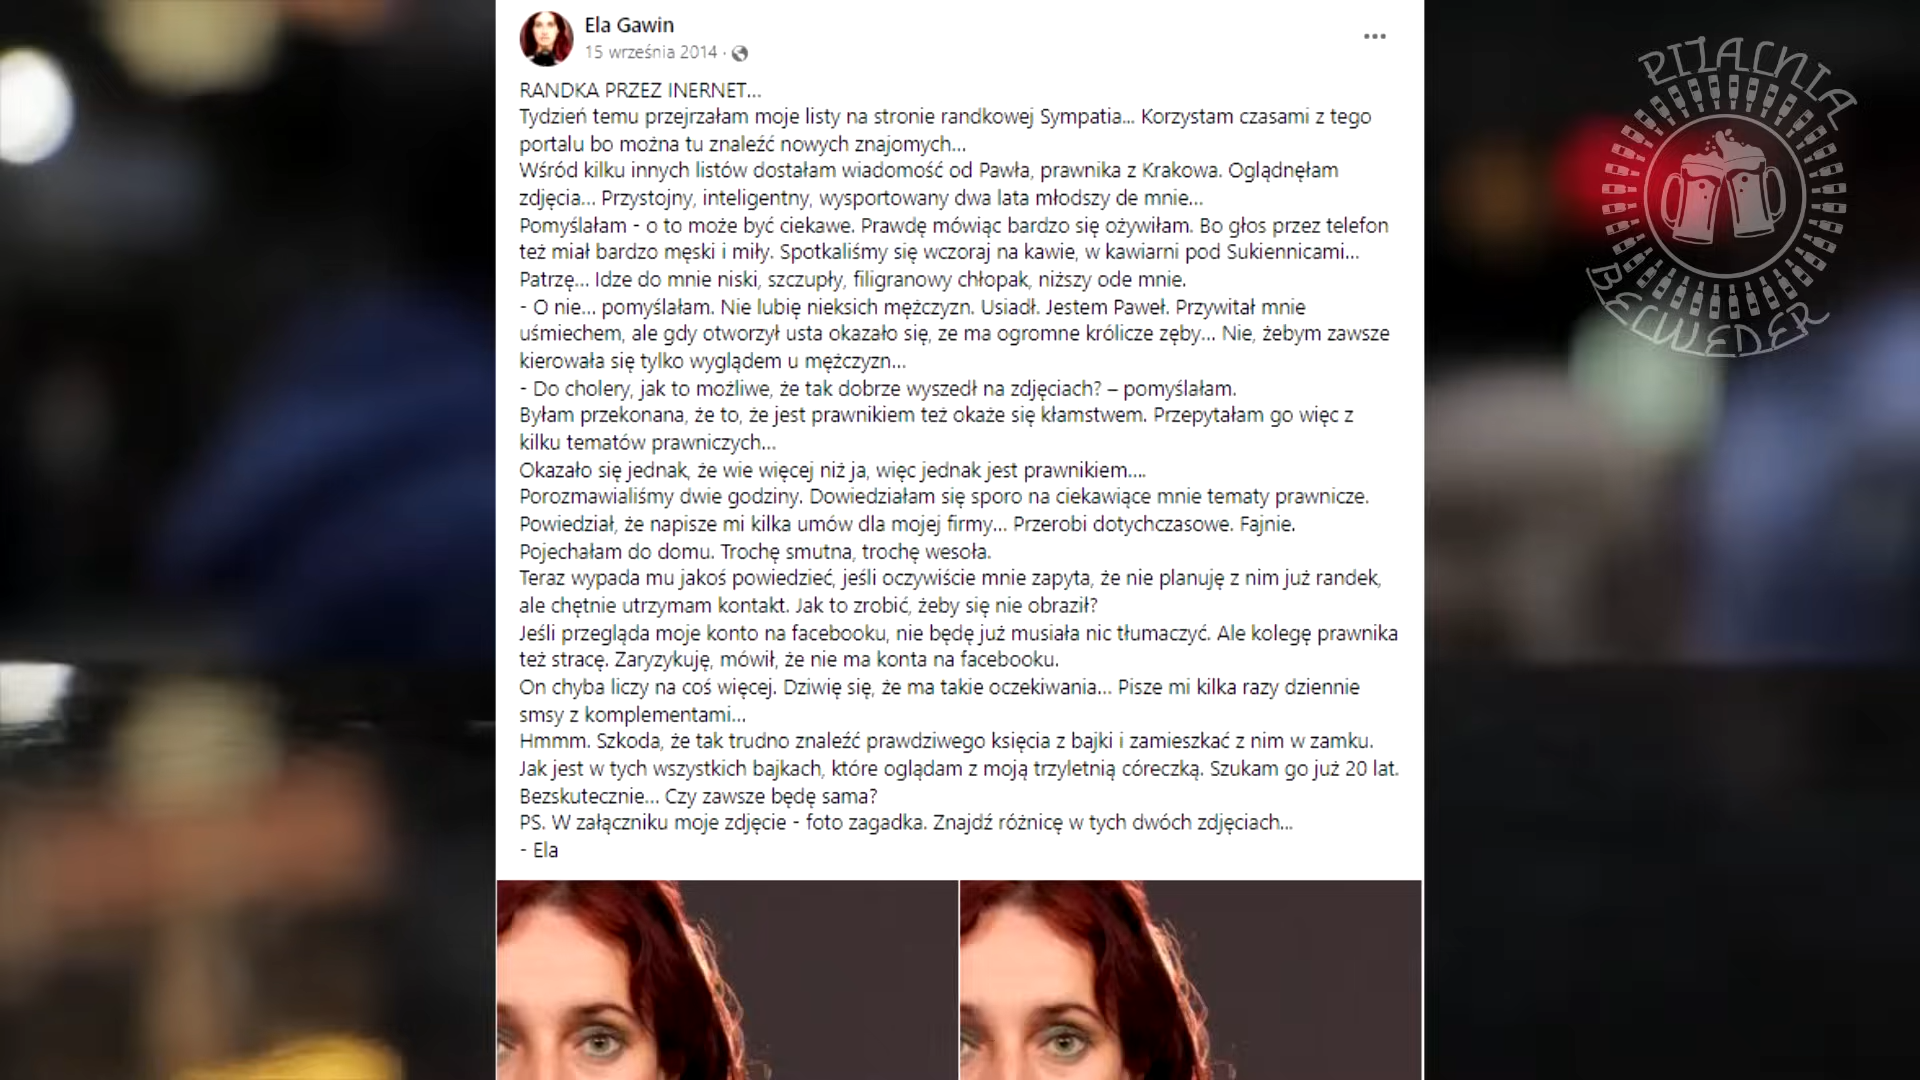 Ela Gawin
15 września 2014 ·
RANDKA PRZEZ INERNET...
Tydzień temu przejrzałam moje listy na stronie randkowej Sympatia... Korzystam czasami z tego
portalu bo można tu znaleźć nowych znajomych...
Wśród kilku innych listów dostałam wiadomość od Pawła, prawnika z Krakowa. Oglądnęłam
zdjęcia... Przystojny, inteligentny, wysportowany dwa lata młodszy de mnie...
Pomyślałam - o to może być ciekawe. Prawdę mówiąc bardzo się ożywiłam. Bo głos przez telefon
też miał bardzo męski i miły. Spotkaliśmy się wczoraj na kawie, w kawiarni pod Sukiennicami...
Patrzę... Idze do mnie niski, szczupły, filigranowy chłopak, niższy ode mnie.
- O nie... pomyślałam. Nie lubię nieksich mężczyzn. Usiadł. Jestem Paweł. Przywitał mnie
uśmiechem, ale gdy otworzył usta okazało się, ze ma ogromne królicze zęby... Nie, żebym zawsze
kierowała się tylko wyglądem u mężczyzn...
- Do cholery, jak to możliwe, że tak dobrze wyszedł na zdjęciach? – pomyślałam.
Byłam przekonana, że to, że jest prawnikiem też okaże się kłamstwem. Przepytałam go więc z
kilku tematów prawniczych...
Okazało się jednak, że wie więcej niż ja, więc jednak jest prawnikiem....
Porozmawialiśmy dwie godziny. Dowiedziałam się sporo na ciekawiące mnie tematy prawnicze.
Powiedział, że napisze mi kilka umów dla mojej firmy... Przerobi dotychczasowe. Fajnie.
Pojechałam do domu. Trochę smutna, trochę wesoła.
Teraz wypada mu jakoś powiedzieć, jeśli oczywiście mnie zapyta, że nie planuję z nim już randek,
ale chętnie utrzymam kontakt. Jak to zrobić, żeby się nie obraził?
Jeśli przegląda moje konto na facebooku, nie będę już musiała nic tłumaczyć. Ale kolegę prawnika
też stracę. Zaryzykuję, mówił, że nie ma konta na facebooku.
On chyba liczy na coś więcej. Dziwię się, że ma takie oczekiwania... Pisze mi kilka razy dziennie
smsy z komplementami...
Hmmm. Szkoda, że tak trudno znaleźć prawdziwego księcia z bajki i zamieszkać z nim w zamku.
Jak jest w tych wszystkich bajkach, które oglądam z moją trzyletnią córeczką. Szukam go już 20 lat.
Bezskutecznie... Czy zawsze będę sama?
PS. W załączniku moje zdjęcie - foto zagadka. Znajdź różnicę w tych dwóch zdjęciach...
- Ela
PIJALNIA
BELWEDER